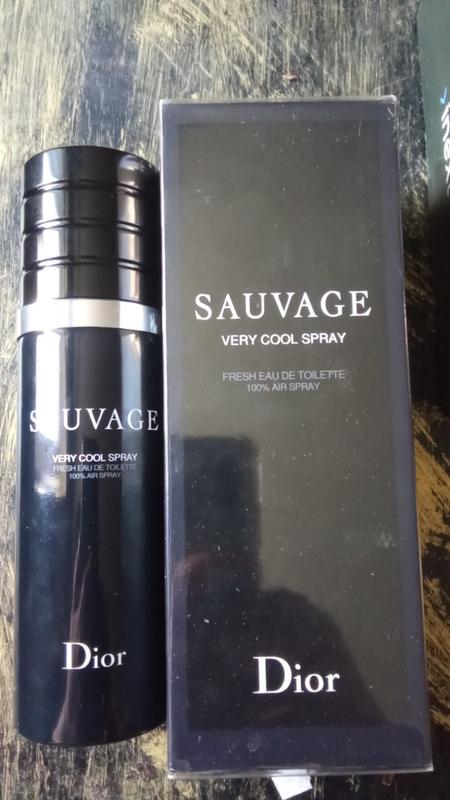 SAUVAGE
VERY COOL SPRAY
FRESH EAU DE TOILETTE
100% AIR SPRAY
Dior
SAUVAGE
VERY COOL SPRAY
FRESH EAU DE TOILETTE
100% AIR SPRAY
Dior